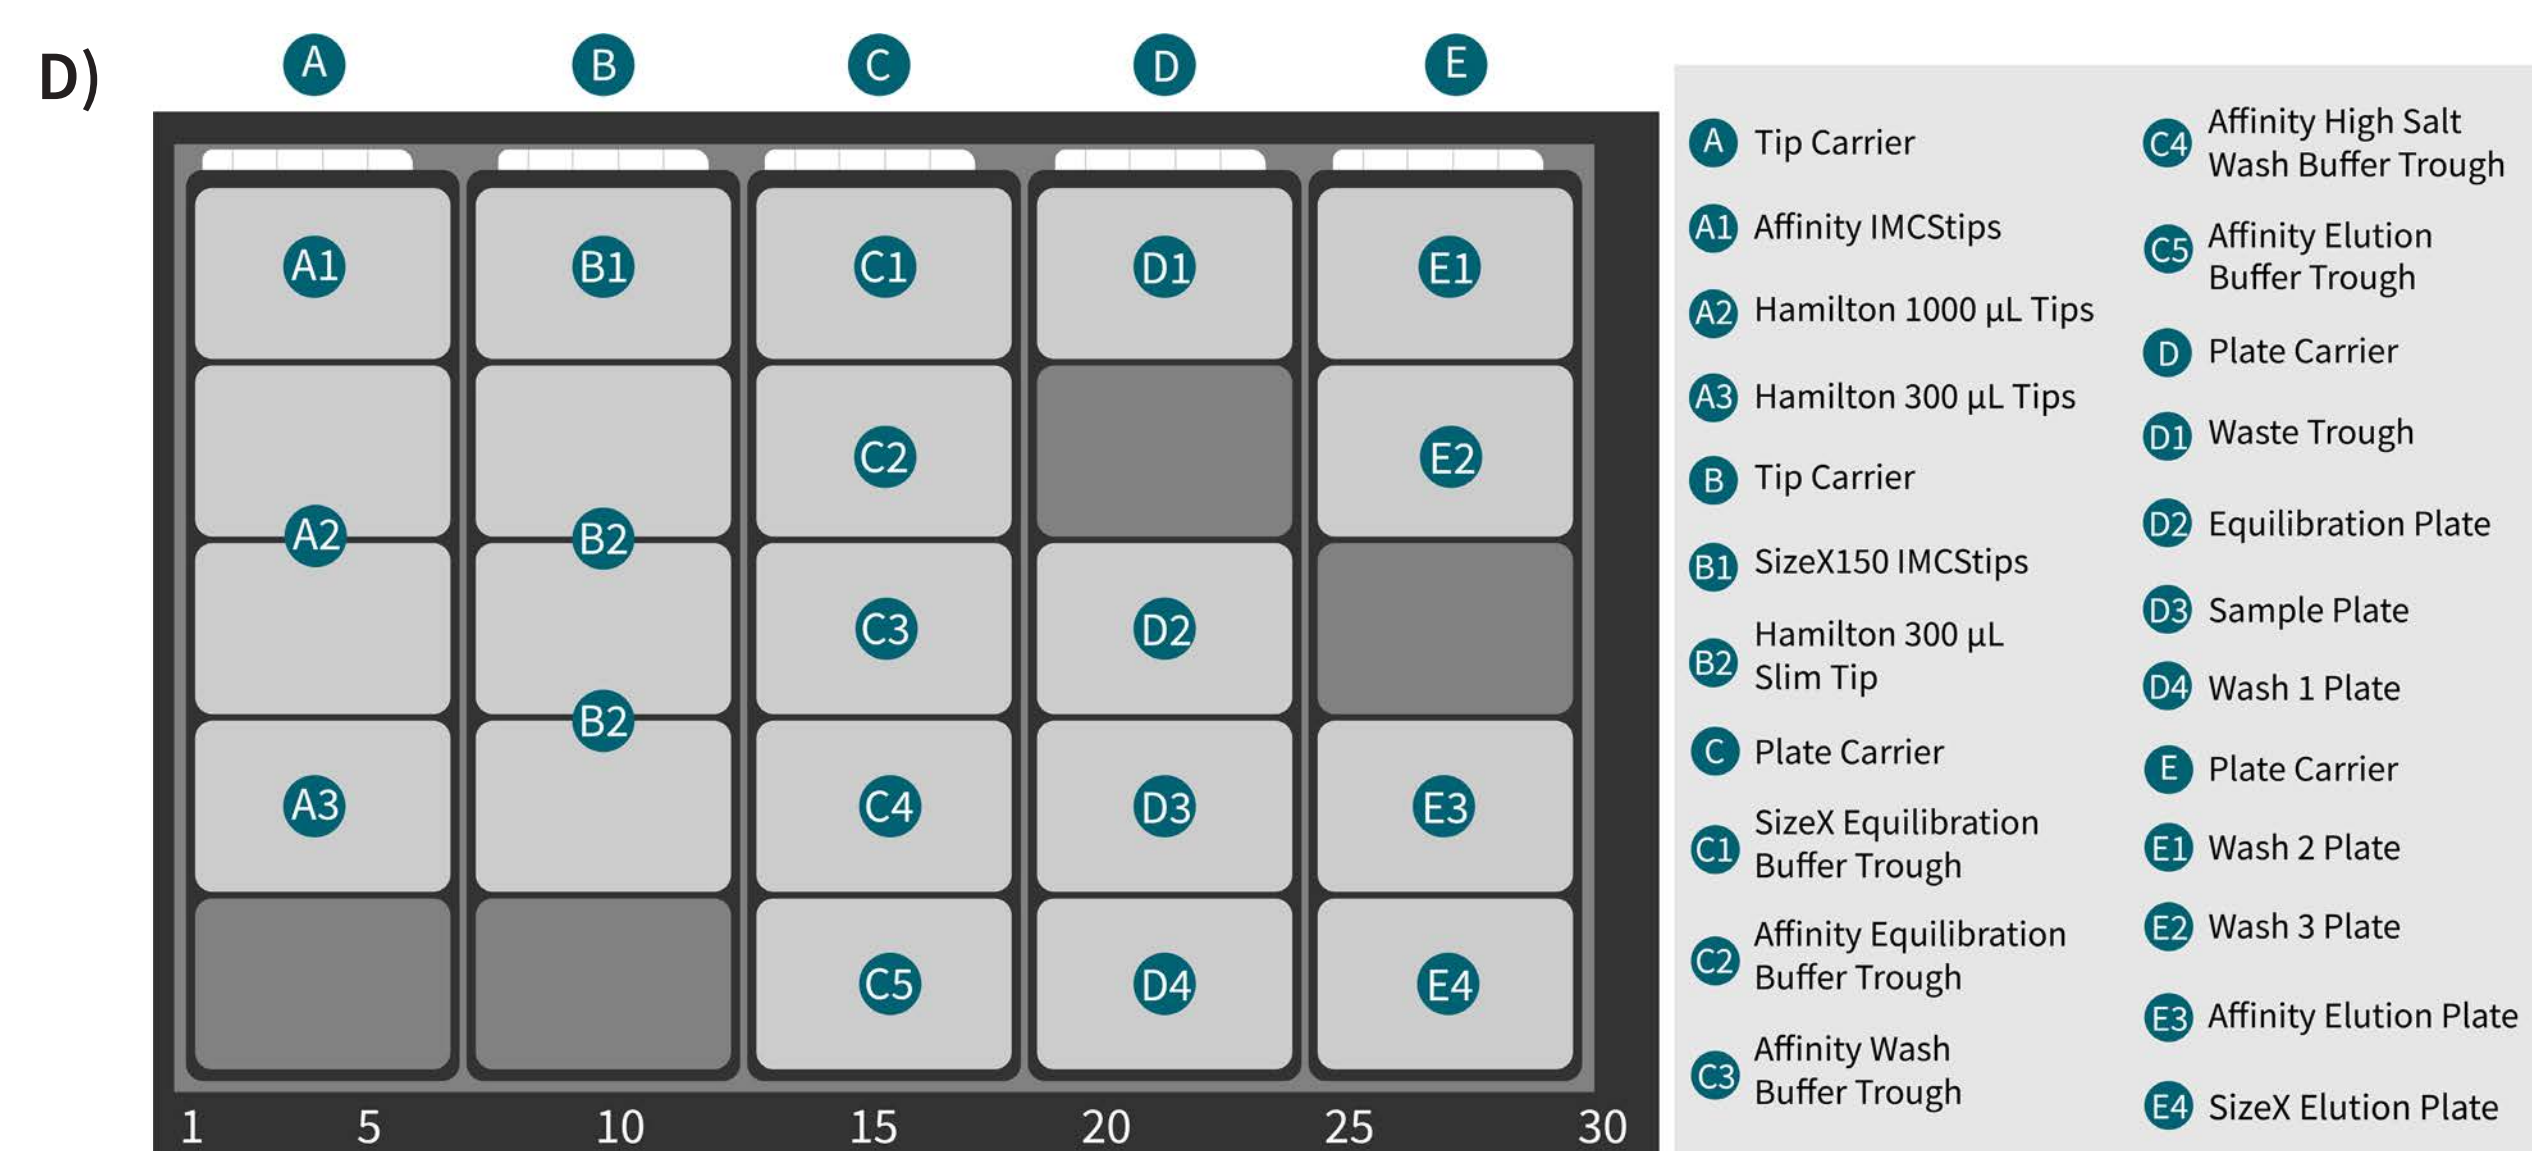 D)
A B C D E
A1 B1 C1 D1 E1
C2 E2
A2 B2
C3 D2
B2
A3 C4 D3 E3
C5 D4 E4
1 5 10 15 20 25 30
A Tip Carrier
A1 Affinity IMCStips
A2 Hamilton 1000 µL Tips
A3 Hamilton 300 µL Tips
B Tip Carrier
B1 SizeX150 IMCStips
B2 Hamilton 300 µL
Slim Tip
C Plate Carrier
C1 SizeX Equilibration
Buffer Trough
C2 Affinity Equilibration
Buffer Trough
C3 Affinity Wash
Buffer Trough
C4 Affinity High Salt
Wash Buffer Trough
C5 Affinity Elution
Buffer Trough
D Plate Carrier
D1 Waste Trough
D2 Equilibration Plate
D3 Sample Plate
D4 Wash 1 Plate
E Plate Carrier
E1 Wash 2 Plate
E2 Wash 3 Plate
E3 Affinity Elution Plate
E4 SizeX Elution Plate